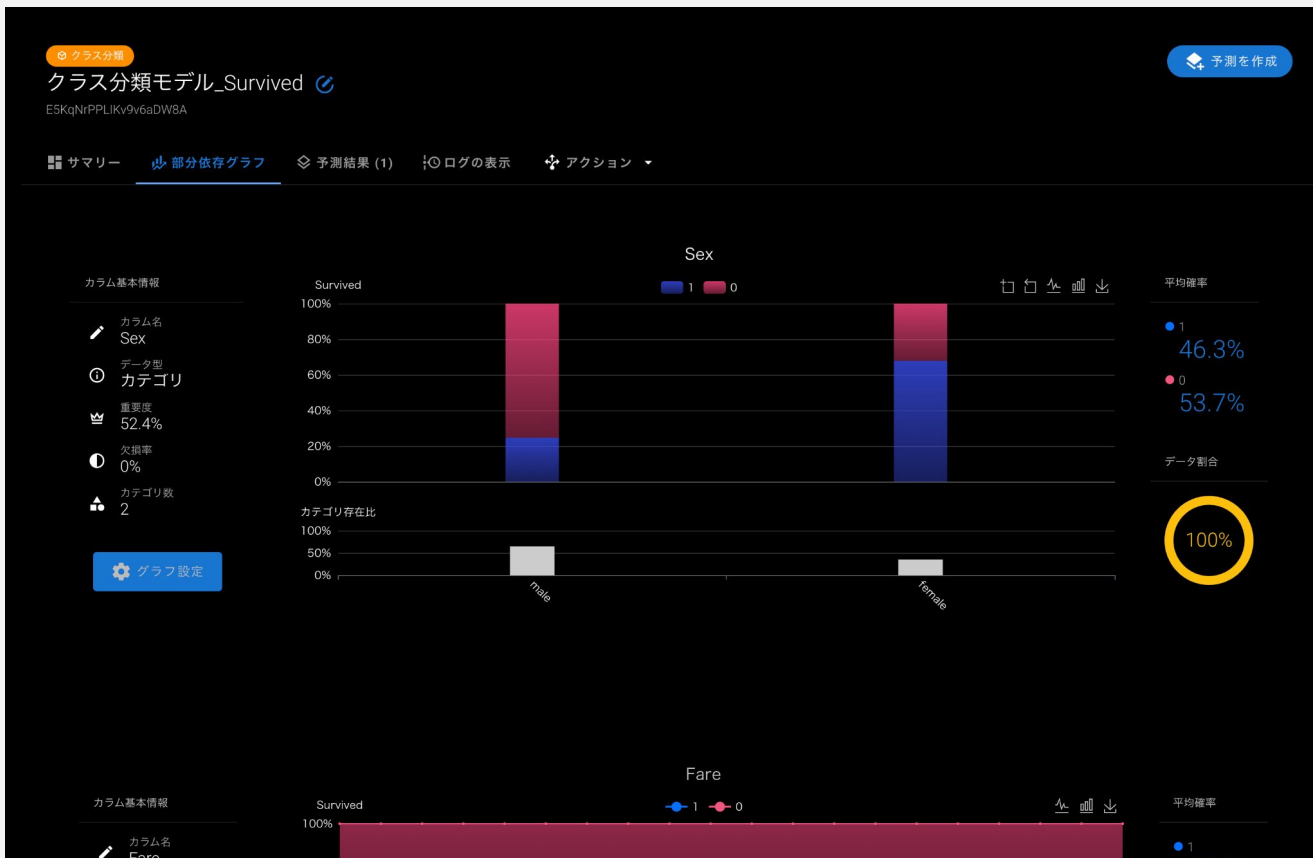 クラス分類
クラス分類モデル_Survived
E5KqNrPPLIKv9v6aDW8A
予測を作成
サマリー
部分依存グラフ
予測結果 (1)
ログの表示
アクション
Sex
カラム基本情報
カラム名
Sex
データ型
カテゴリ
重要度
52.4%
欠損率
0%
カテゴリ数
2
グラフ設定
Survived
1
0
100%
80%
60%
40%
20%
0%
カテゴリ存在比
100%
50%
0%
male
female
平均確率
1
46.3%
0
53.7%
データ割合
100%
Fare
カラム基本情報
カラム名
Fare
Survived
1
0
100%
平均確率
1